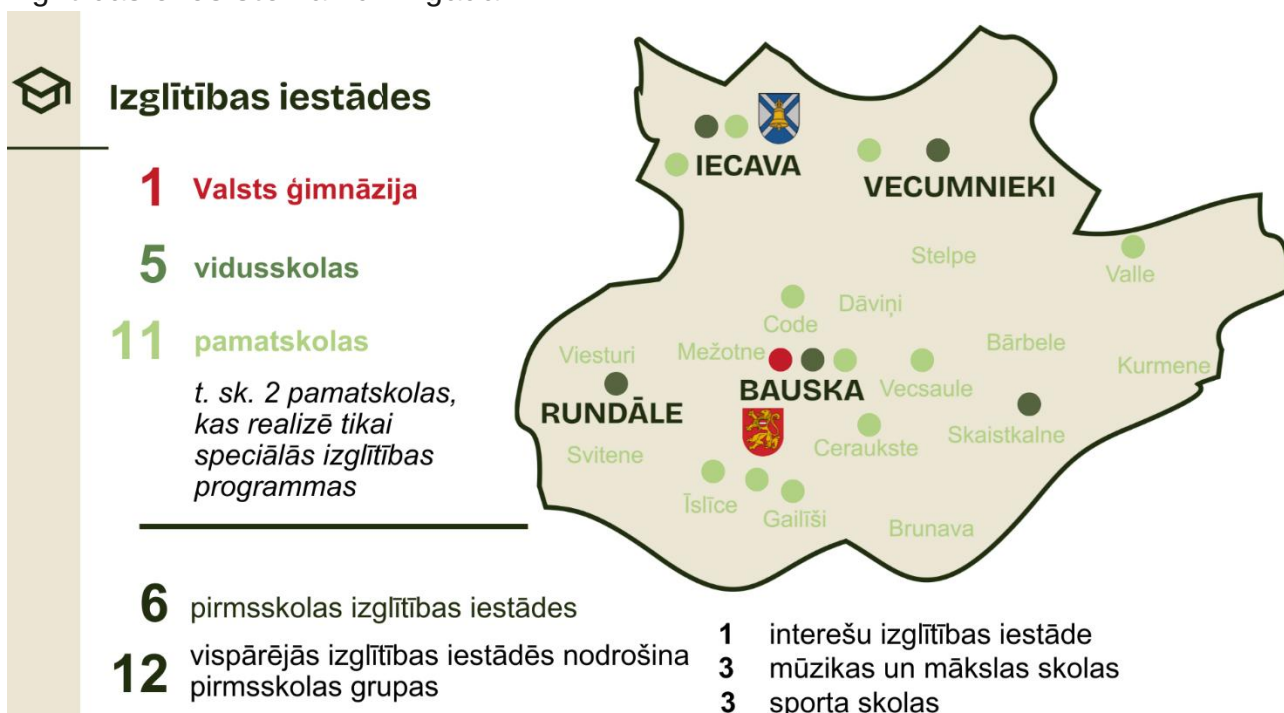 Izglītības iestādes
1 Valsts ģimnāzija
5 vidusskolas
11 pamatskolas
t. sk. 2 pamatskolas,
kas realizē tikai
speciālās izglītības
programmas
6 pirmsskolas izglītības iestādes
12 vispārējās izglītības iestādēs nodrošina
pirmsskolas grupas
IECAVA
VECUMNIEKI
Stelpe
Valle
Dāviņi
Code
Viesturi
Mežotne
Bārbele
Kurmene
BAUSKA
Vecsaule
RUNDĀLE
Skaistkalne
Svitene
Ceraukste
Īslīce
Gailīši
Brunava
1 interešu izglītības iestāde
3 mūzikas un mākslas skolas
3 sporta skolas